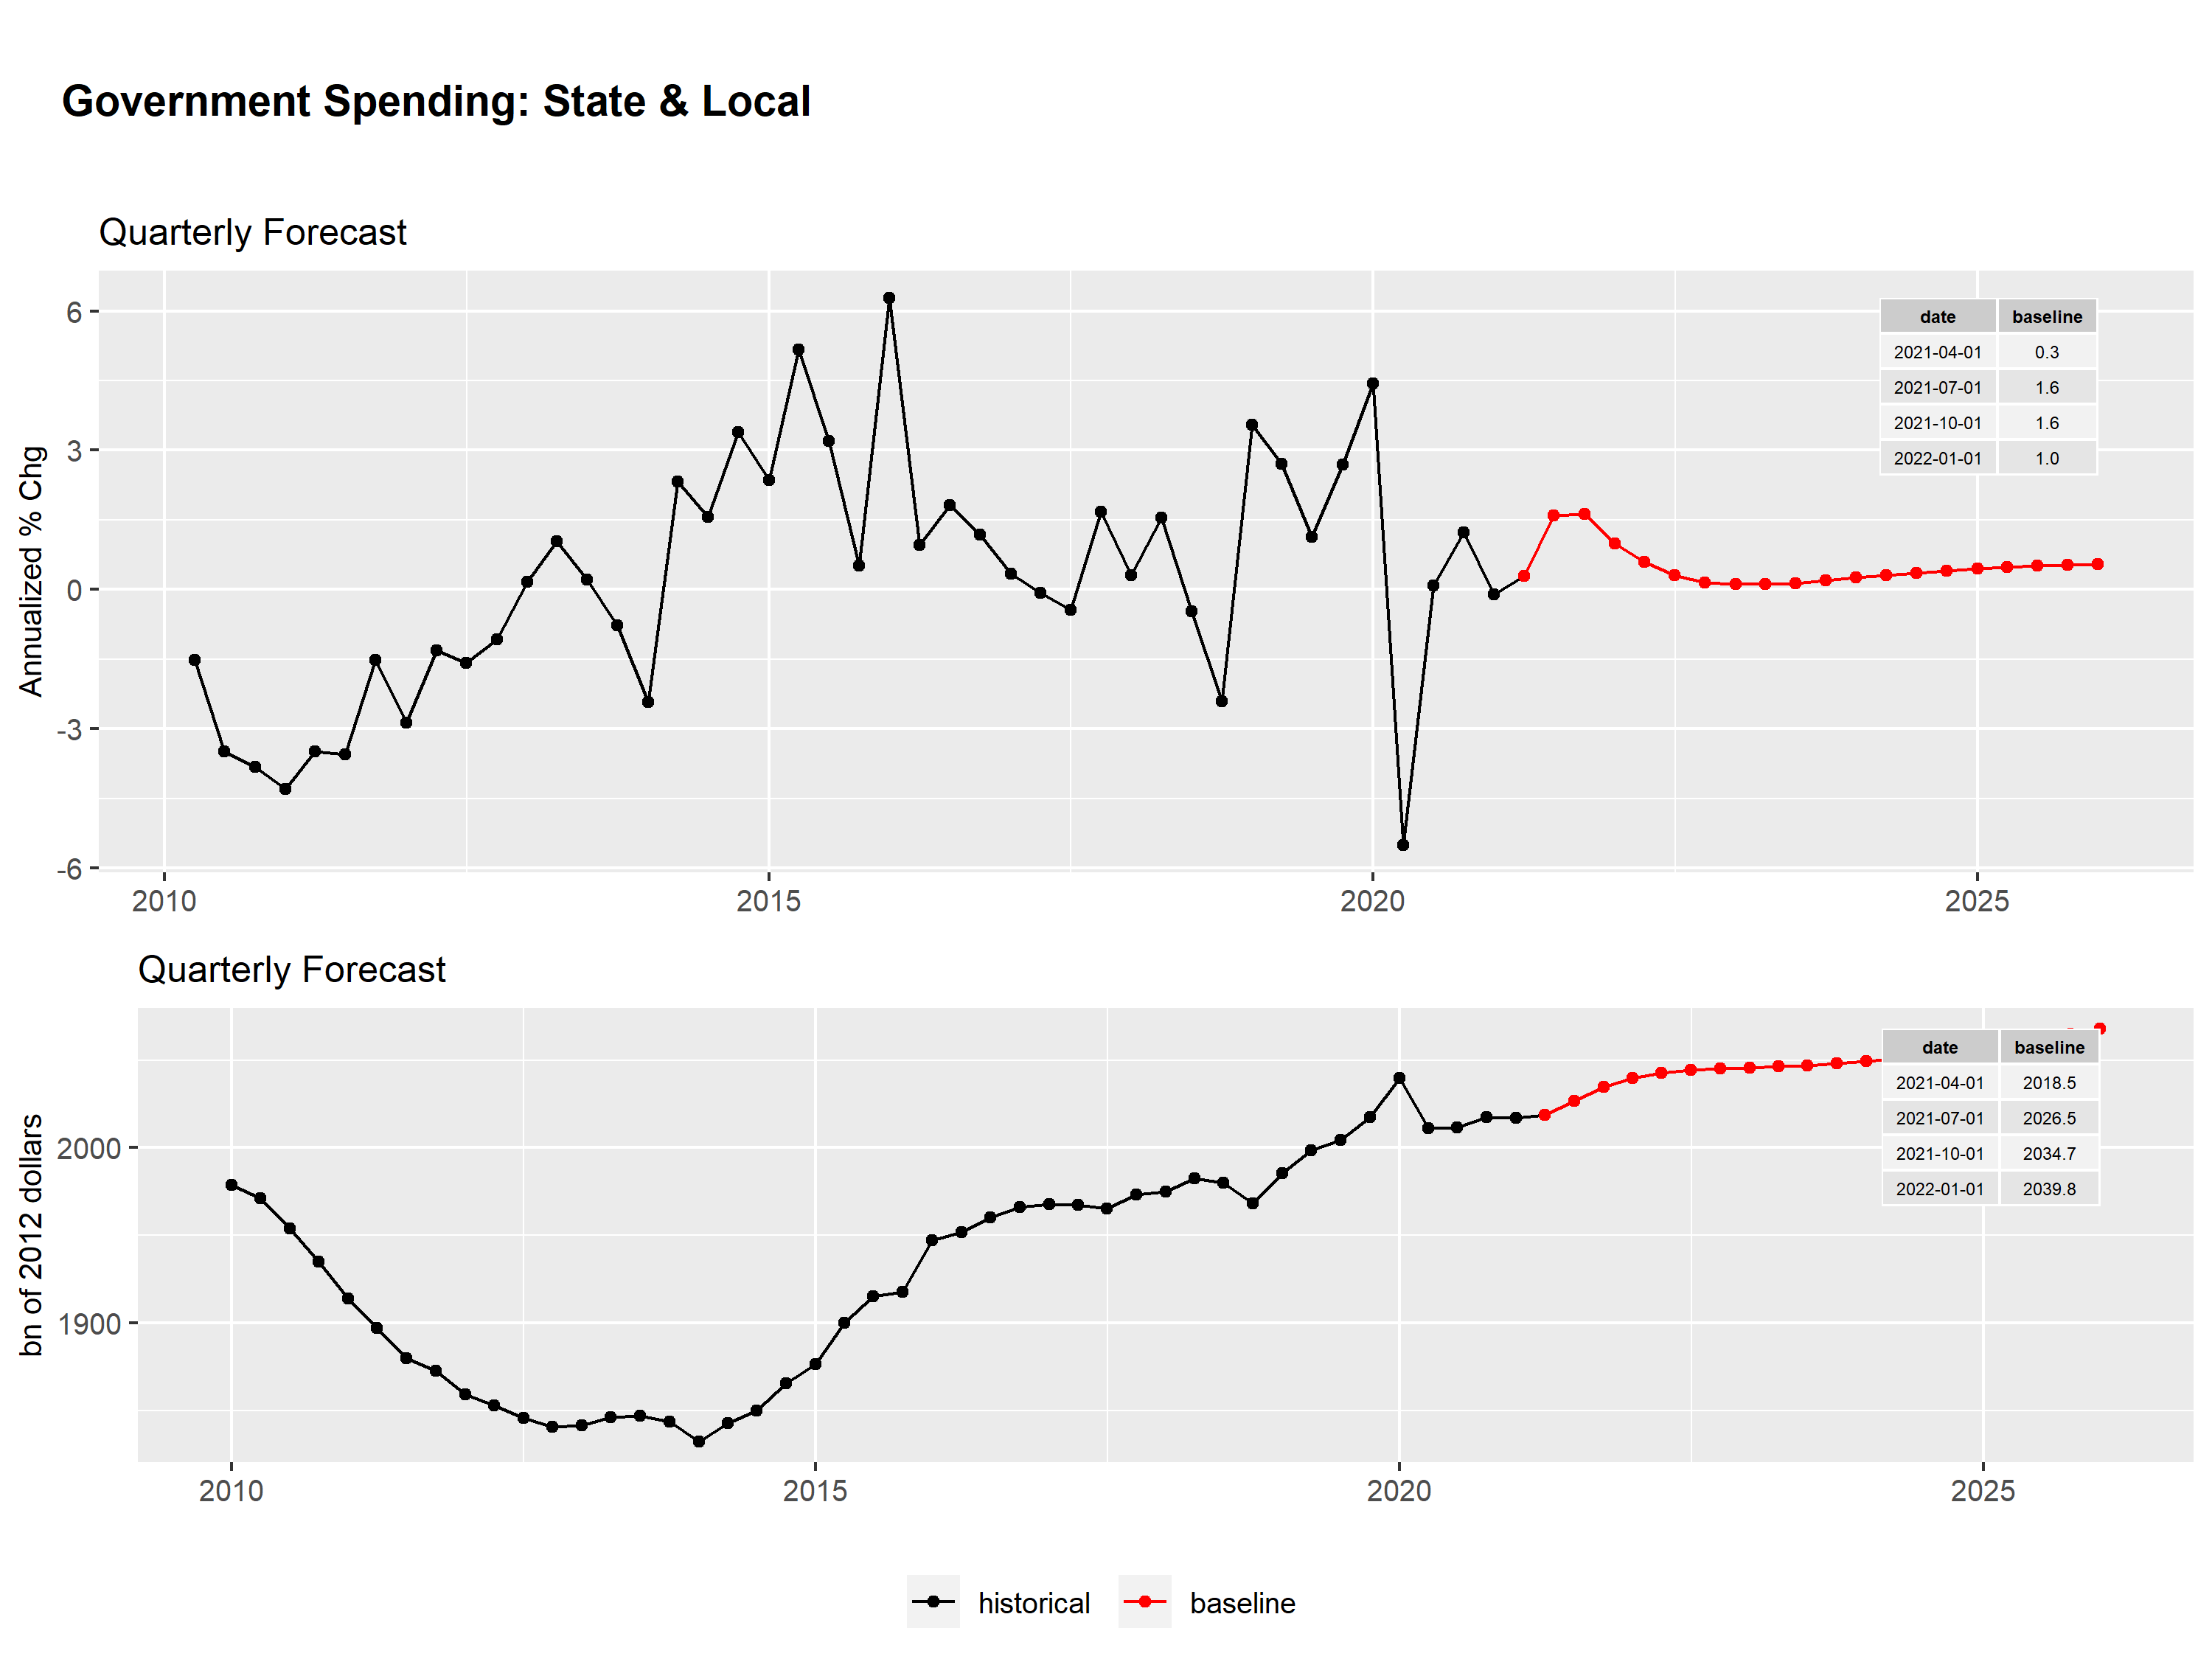 Government Spending: State & Local
Quarterly Forecast
Annualized % Chg
6
3
0
-3
-6
date baseline
2021-04-01 0.3
2021-07-01 1.6
2021-10-01 1.6
2022-01-01 1.0
2010 2015 2020 2025
Quarterly Forecast
bn of 2012 dollars
2000
1900
date baseline
2021-04-01 2018.5
2021-07-01 2026.5
2021-10-01 2034.7
2022-01-01 2039.8
2010 2015 2020 2025
historical baseline